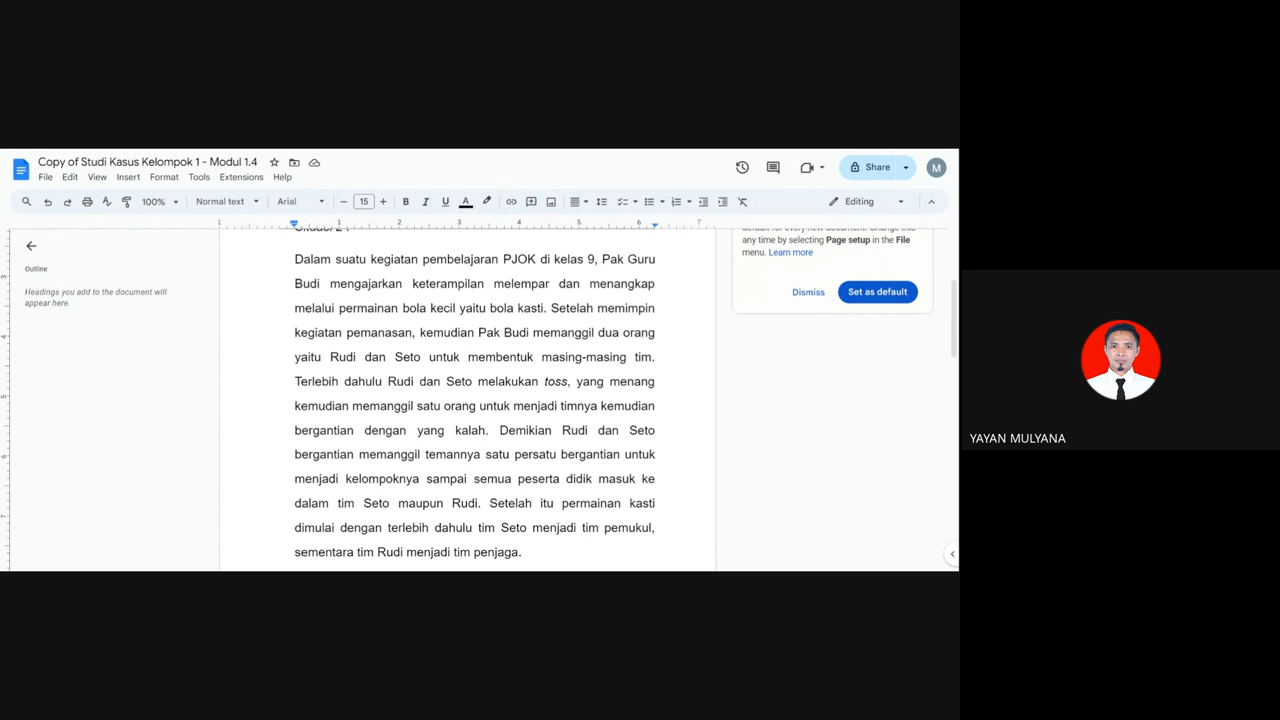 Copy of Studi Kasus Kelompok 1 - Modul 1.4
File Edit View Insert Format Tools Extensions Help
Share
M
100% Normal text Arial 15 B I U A Editing
1 1 2 3 4 5 6 7
Outline
Headings you add to the document will
appear here.
Dalam suatu kegiatan pembelajaran PJOK di kelas 9, Pak Guru
Budi mengajarkan keterampilan melempar dan menangkap
melalui permainan bola kecil yaitu bola kasti. Setelah memimpin
kegiatan pemanasan, kemudian Pak Budi memanggil dua orang
yaitu Rudi dan Seto untuk membentuk masing-masing tim.
Terlebih dahulu Rudi dan Seto melakukan toss, yang menang
kemudian memanggil satu orang untuk menjadi timnya kemudian
bergantian dengan yang kalah. Demikian Rudi dan Seto
bergantian memanggil temannya satu persatu bergantian untuk
menjadi kelompoknya sampai semua peserta didik masuk ke
dalam tim Seto maupun Rudi. Setelah itu permainan kasti
dimulai dengan terlebih dahulu tim Seto menjadi tim pemukul,
sementara tim Rudi menjadi tim penjaga.
any time by selecting Page setup in the File
menu. Learn more
Dismiss Set as default
YAYAN MULYANA